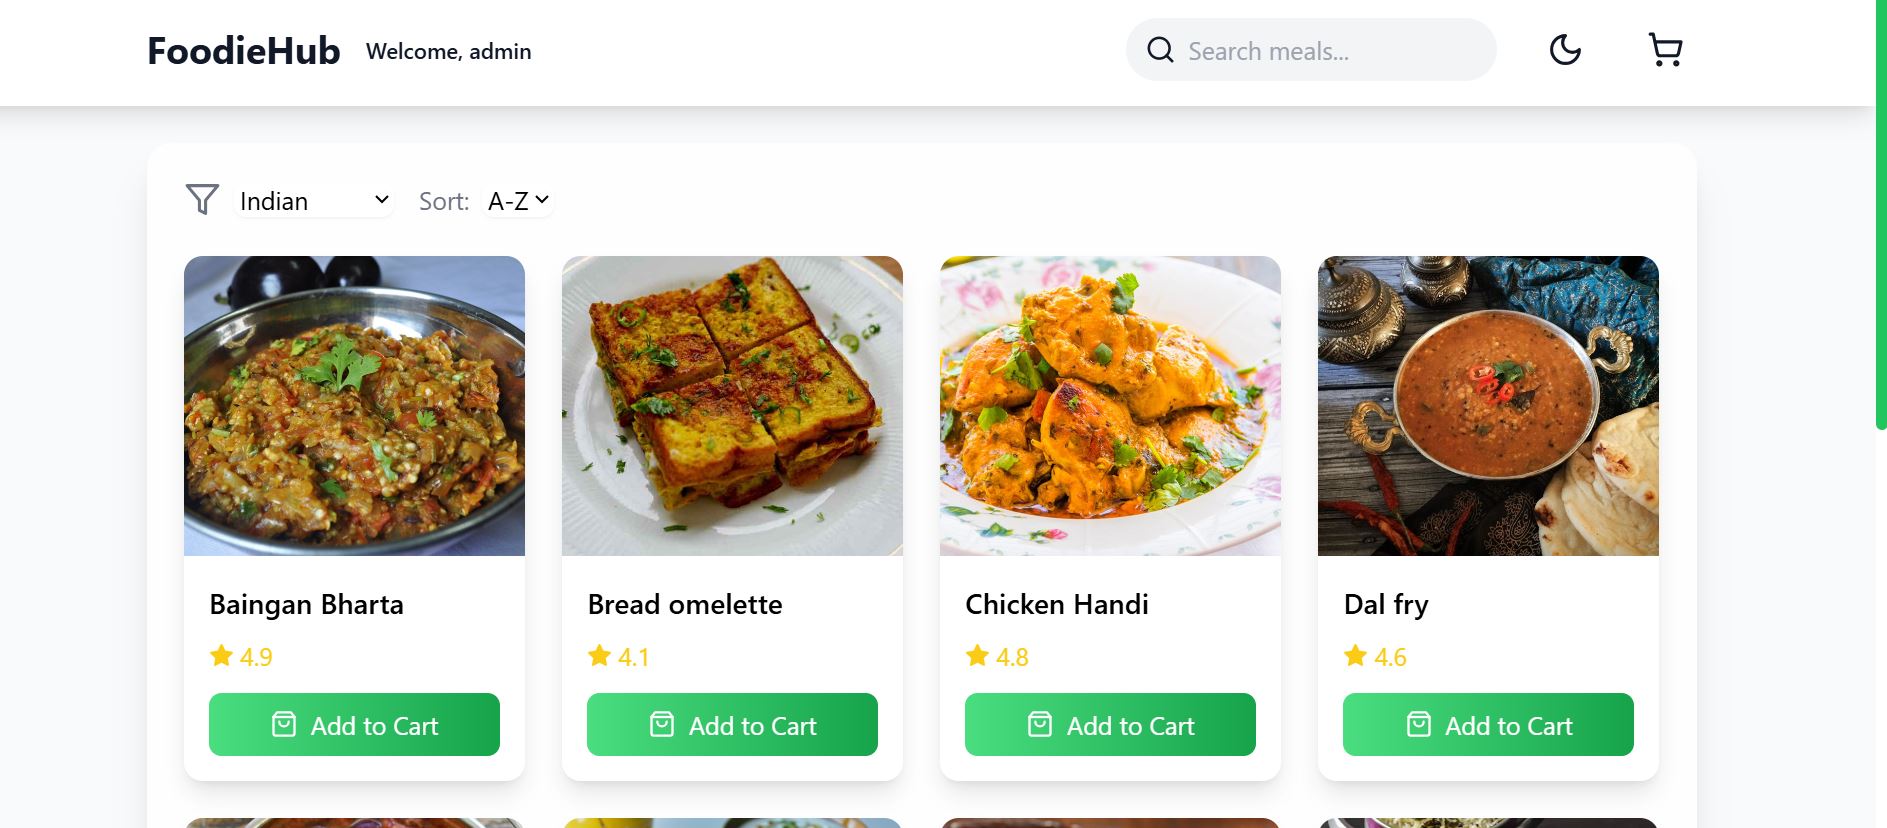 FoodieHub Welcome, admin Search meals...
Indian Sort: A-Z
Baingan Bharta
4.9
Add to Cart
Bread omelette
4.1
Add to Cart
Chicken Handi
4.8
Add to Cart
Dal fry
4.6
Add to Cart